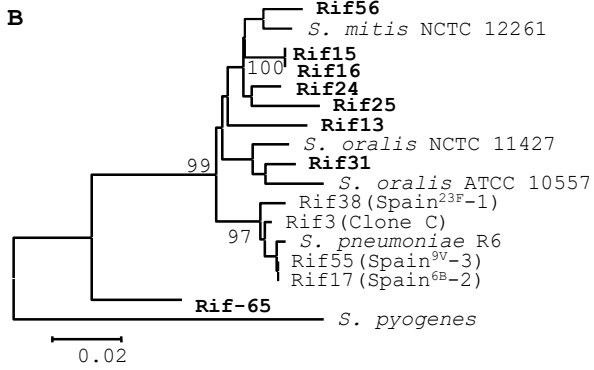 B
Rif56
S. mitis NCTC 12261
Rif15
100
Rif16
Rif24
Rif25
Rif13
S. oralis NCTC 11427
99
Rif31
S. oralis ATCC 10557
Rif38(Spain²³ᶠ-1)
Rif3(Clone C)
97
S. pneumoniae R6
Rif55(Spain⁹ⱽ-3)
Rif17(Spain⁶ᴮ-2)
Rif-65
S. pyogenes
0.02